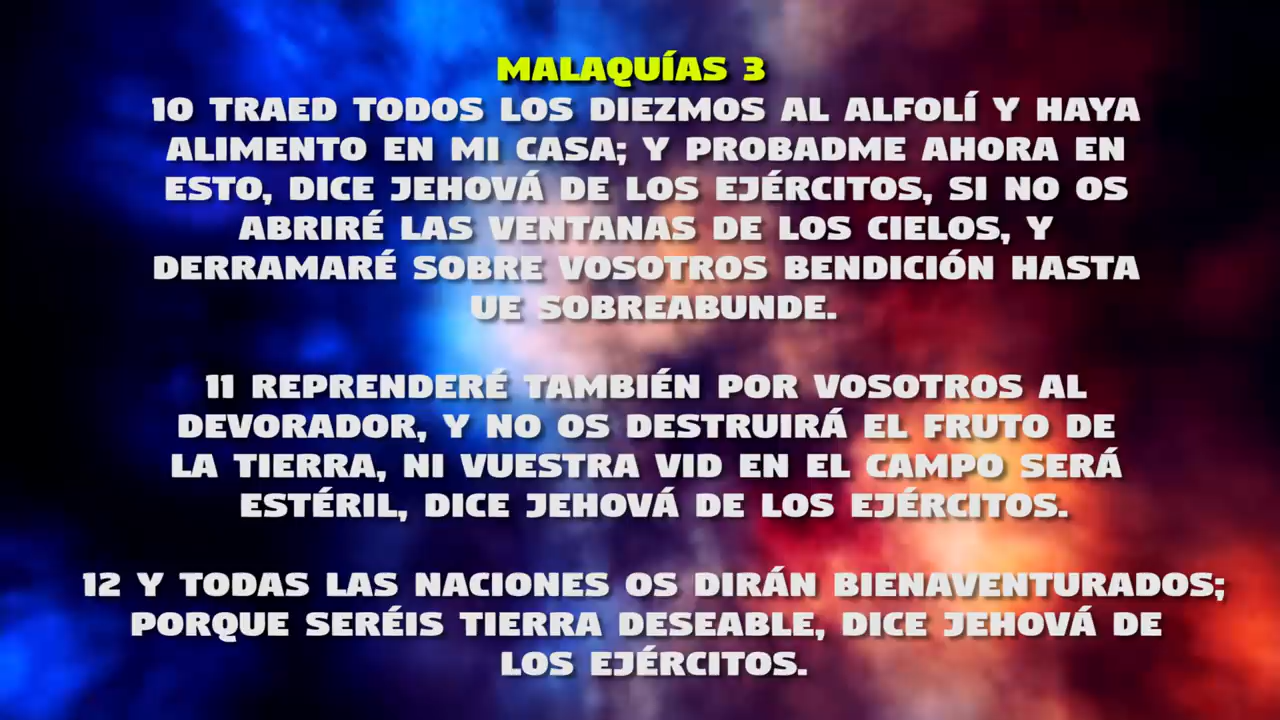 MALAQUÍAS 3
10 TRAED TODOS LOS DIEZMOS AL ALFOLÍ Y HAYA
ALIMENTO EN MI CASA; Y PROBADME AHORA EN
ESTO, DICE JEHOVÁ DE LOS EJÉRCITOS, SI NO OS
ABRIRÉ LAS VENTANAS DE LOS CIELOS, Y
DERRAMARÉ SOBRE VOSOTROS BENDICIÓN HASTA
UE SOBREABUNDE.
11 REPRENDERÉ TAMBIÉN POR VOSOTROS AL
DEVORADOR, Y NO OS DESTRUIRÁ EL FRUTO DE
LA TIERRA, NI VUESTRA VID EN EL CAMPO SERÁ
ESTÉRIL, DICE JEHOVÁ DE LOS EJÉRCITOS.
12 Y TODAS LAS NACIONES OS DIRÁN BIENAVENTURADOS;
PORQUE SERÉIS TIERRA DESEABLE, DICE JEHOVÁ DE
LOS EJÉRCITOS.